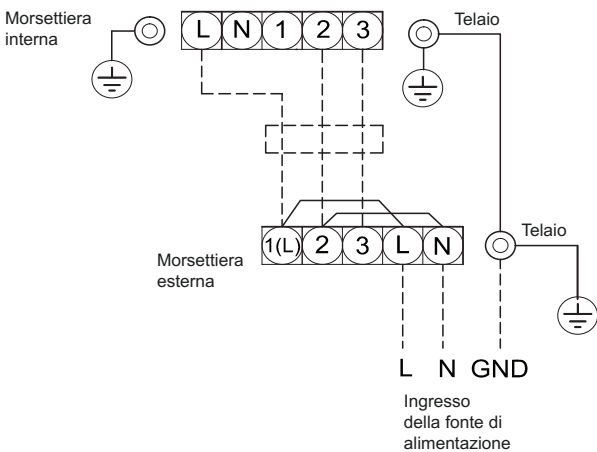 Morsettiera
interna
L N 1 2 3
Telaio
Morsettiera
esterna
1(L) 2 3 L N
Telaio
L N GND
Ingresso
della fonte di
alimentazione